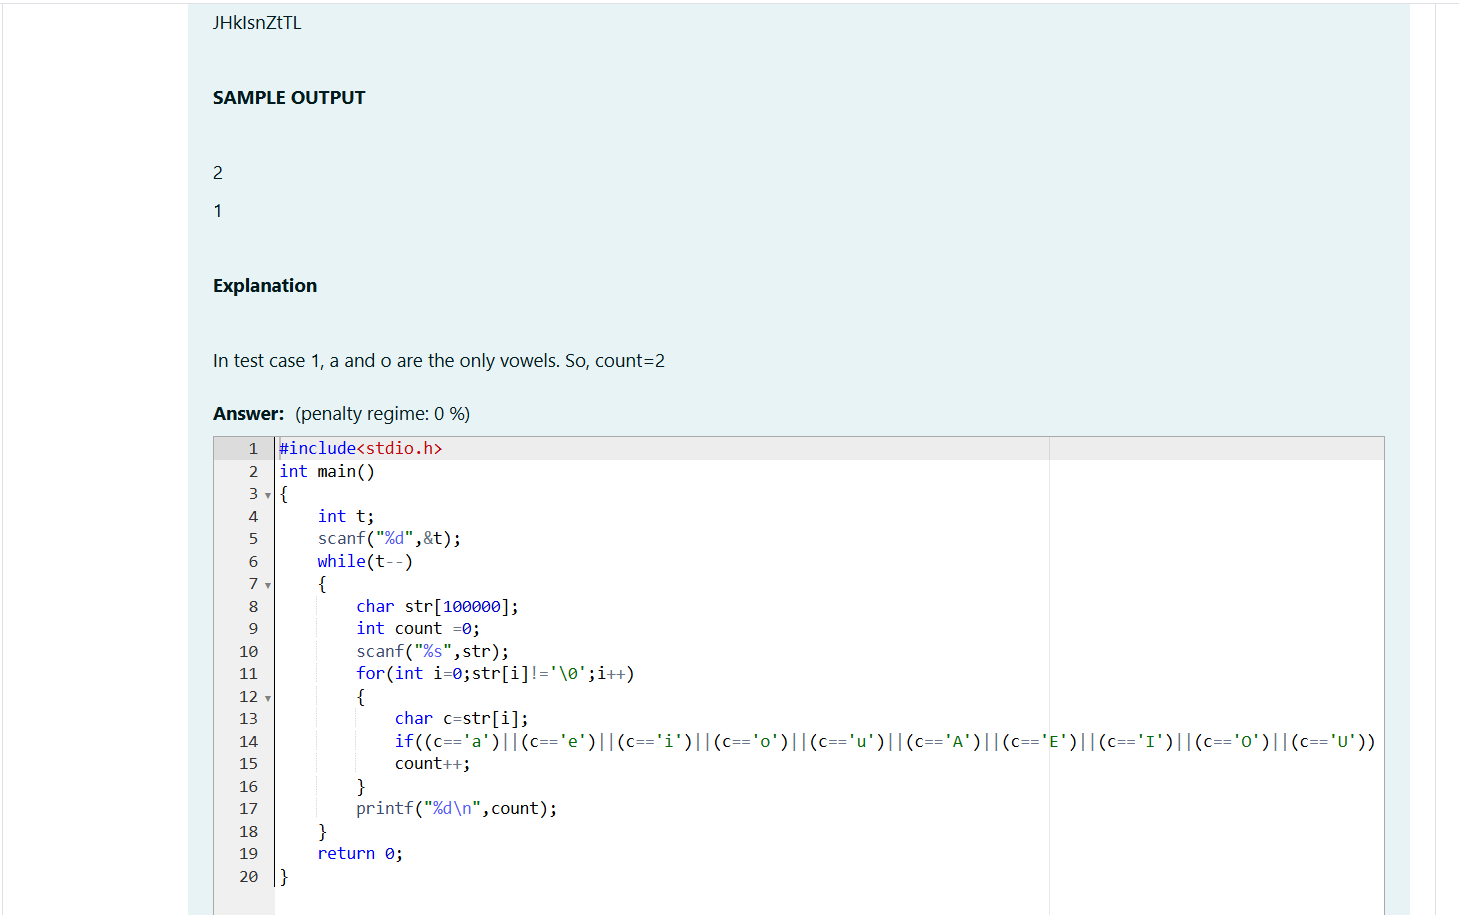 JHkIsnZtTL
SAMPLE OUTPUT
2
1
Explanation
In test case 1, a and o are the only vowels. So, count=2
Answer: (penalty regime: 0 %)
1 #include<stdio.h>
2 int main()
3 {
4 int t;
5 scanf("%d",&t);
6 while(t--)
7 {
8 char str[100000];
9 int count =0;
10 scanf("%s",str);
11 for(int i=0;str[i]!='\0';i++)
12 {
13 char c=str[i];
14 if((c=='a')||(c=='e')||(c=='i')||(c=='o')||(c=='u')||(c=='A')||(c=='E')||(c=='I')||(c=='O')||(c=='U'))
15 count++;
16 }
17 printf("%d\n",count);
18 }
19 return 0;
20 }